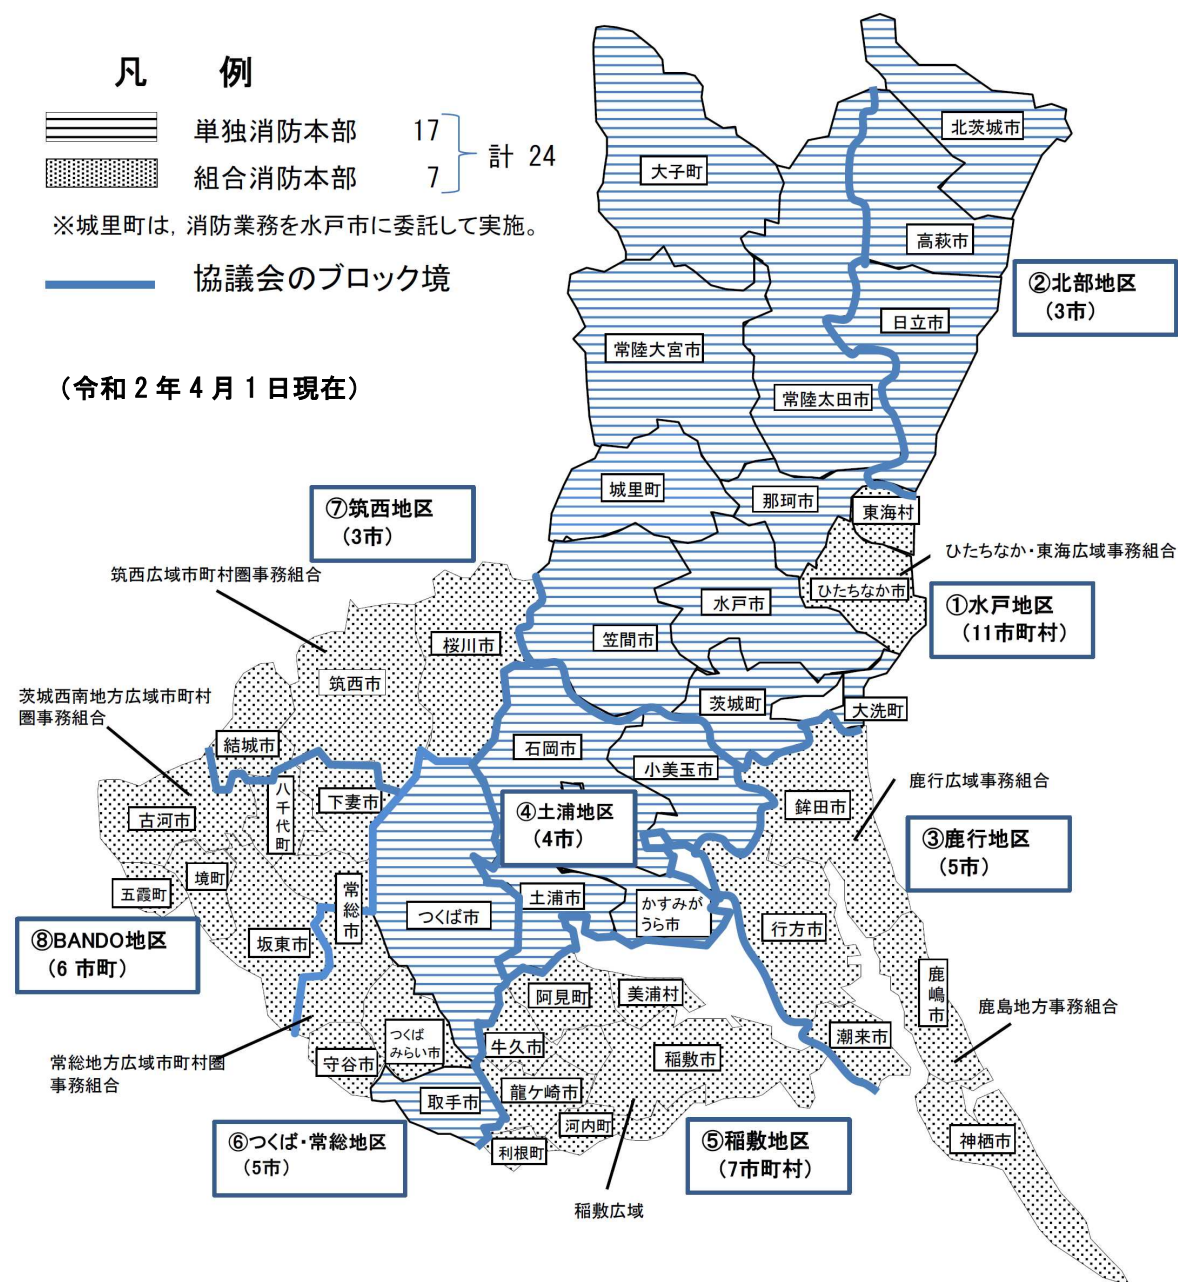 凡 例
単独消防本部 17
組合消防本部 7
計 24
※城里町は，消防業務を水戸市に委託して実施。
協議会のブロック境
（令和２年４月１日現在）
北茨城市
大子町
高萩市
②北部地区
（3市）
日立市
常陸大宮市
常陸太田市
城里町
那珂市
東海村
⑦筑西地区
（3市）
ひたちなか・東海広域事務組合
筑西広域市町村圏事務組合
ひたちなか市
水戸市
①水戸地区
（11市町村）
笠間市
桜川市
筑西市
茨城西南地方広域市町村
圏事務組合
茨城町
大洗町
結城市
石岡市
小美玉市
鹿行広域事務組合
八千代町
下妻市
鉾田市
古河市
④土浦地区
（4市）
③鹿行地区
（5市）
境町
五霞町
常総市
土浦市
かすみが
うら市
つくば市
行方市
坂東市
⑧BANDO地区
（6 市町）
鹿嶋市
阿見町
美浦村
鹿島地方事務組合
つくば
みらい市
牛久市
稲敷市
潮来市
常総地方広域市町村圏
事務組合
守谷市
龍ケ崎市
取手市
河内町
利根町
神栖市
⑥つくば・常総地区
（5市）
⑤稲敷地区
（7市町村）
稲敷広域